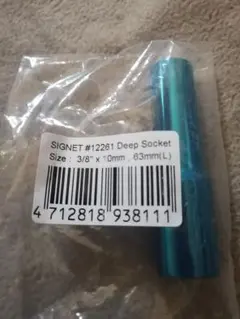 SIGNET #12261 Deep Socket
Size : 3/8" x 10mm , 63mm(L)
4 712818 938111